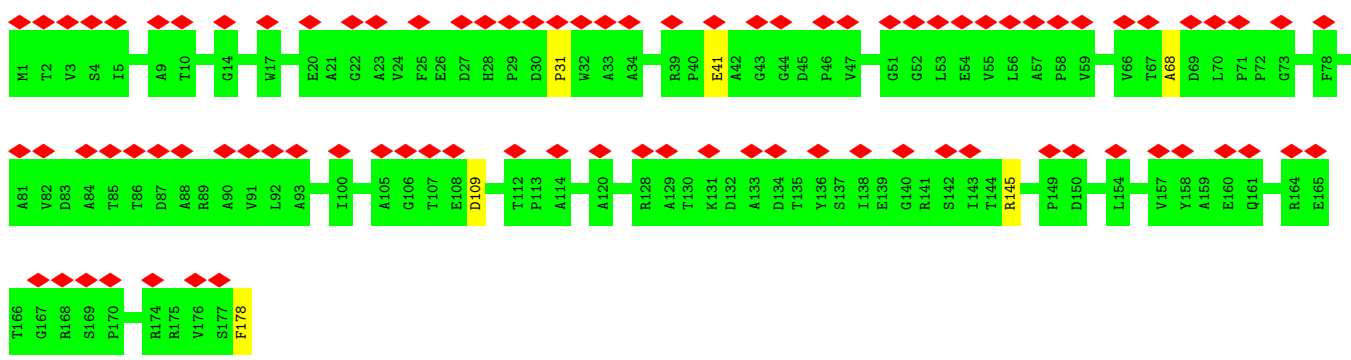 M1 T2 V3 S4 I5 A9 T10 G14 W17 E20 A21 G22 A23 V24 F25 E26 D27 H28 P29 D30 P31 W32 A33 A34 R39 P40 E41 A42 G43 G44 D45 P46 V47 G51 G52 L53 E54 V55 L56 A57 P58 V59 V66 T67 A68 D69 L70 P71 P72 G73 F78
A81 V82 D83 A84 T85 T86 D87 A88 R89 A90 V91 L92 A93 I100 A105 G106 T107 E108 D109 T112 P113 A114 A120 R128 A129 T130 K131 D132 A133 D134 T135 Y136 S137 I138 E139 G140 R141 S142 I143 T144 R145 P149 D150 L154 V157 Y158 A159 E160 Q161 R164 E165
T166 G167 R168 S169 P170 R174 R175 V176 S177 F178